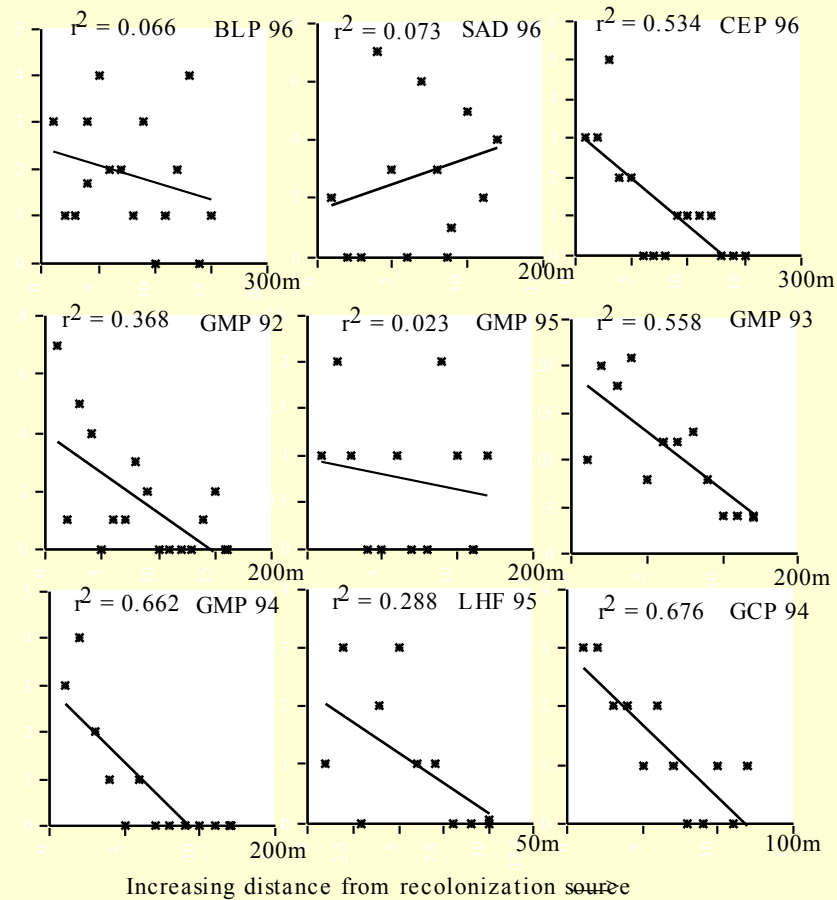 r2 = 0.066 BLP 96
r2 = 0.073 SAD 96
r2 = 0.534 CEP 96
300m
200m
300m
r2 = 0.368 GMP 92
r2 = 0.023 GMP 95
r2 = 0.558 GMP 93
200m
200m
200m
r2 = 0.662 GMP 94
r2 = 0.288 LHF 95
r2 = 0.676 GCP 94
200m
50m
100m
Increasing distance from recolonization source